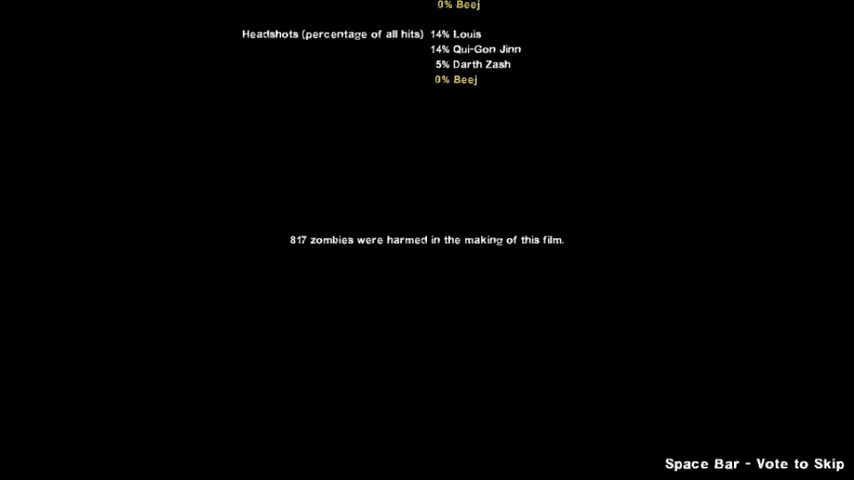 0% Beej
Headshots (percentage of all hits) 14% Louis
14% Qui-Gon Jinn
5% Darth Zash
0% Beej
817 zombies were harmed in the making of this film.
Space Bar - Vote to Skip